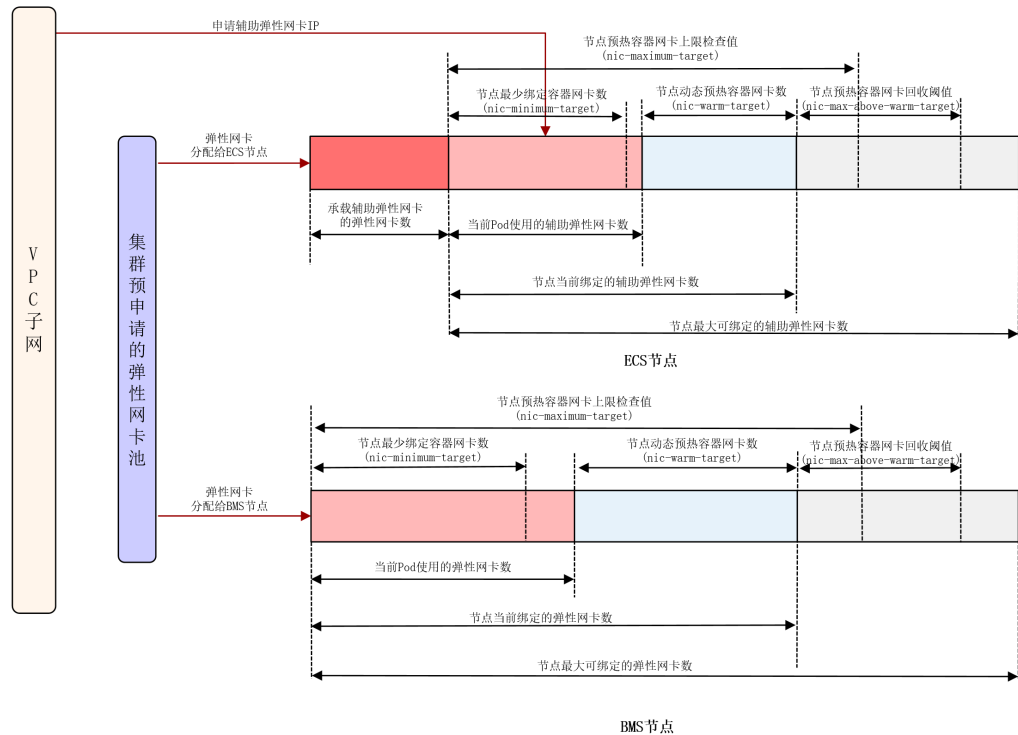 申请辅助弹性网卡IP
节点预热容器网卡上限检查值
(nic-maximum-target)
节点最少绑定容器网卡数
(nic-minimum-target)
节点动态预热容器网卡数
(nic-warm-target)
节点预热容器网卡回收阈值
(nic-max-above-warm-target)
弹性网卡
分配给ECS节点
承载辅助弹性网卡
的弹性网卡数
当前Pod使用的辅助弹性网卡数
节点当前绑定的辅助弹性网卡数
节点最大可绑定的辅助弹性网卡数
ECS节点
VPC子网
集群预申请的弹性网卡池
节点预热容器网卡上限检查值
(nic-maximum-target)
节点最少绑定容器网卡数
(nic-minimum-target)
节点动态预热容器网卡数
(nic-warm-target)
节点预热容器网卡回收阈值
(nic-max-above-warm-target)
弹性网卡
分配给BMS节点
当前Pod使用的弹性网卡数
节点当前绑定的弹性网卡数
节点最大可绑定的弹性网卡数
BMS节点